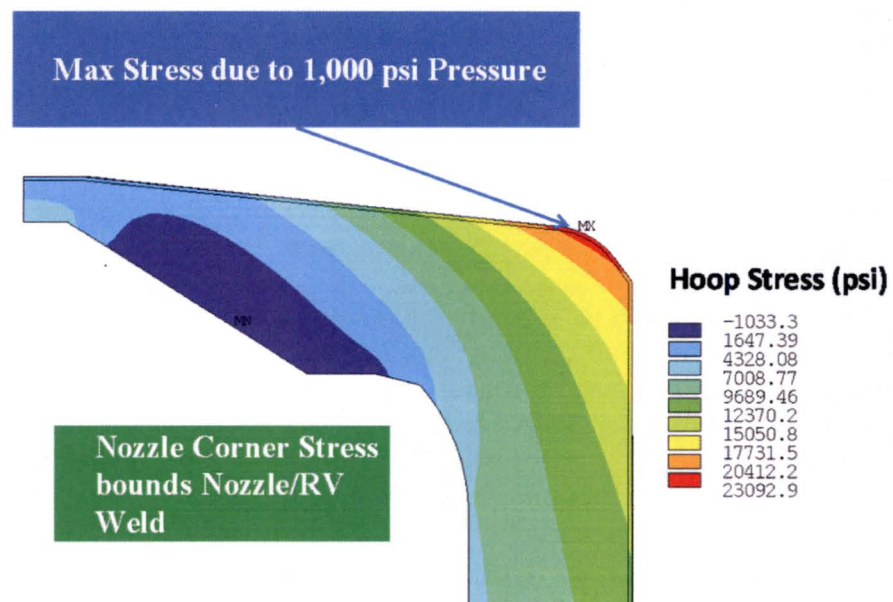 Max Stress due to 1,000 psi Pressure
MX
Hoop Stress (psi)
-1033.3
1647.39
4328.08
7008.77
9689.46
12370.2
15050.8
17731.5
20412.2
23092.9
MN
Nozzle Corner Stress
bounds Nozzle/RV
Weld